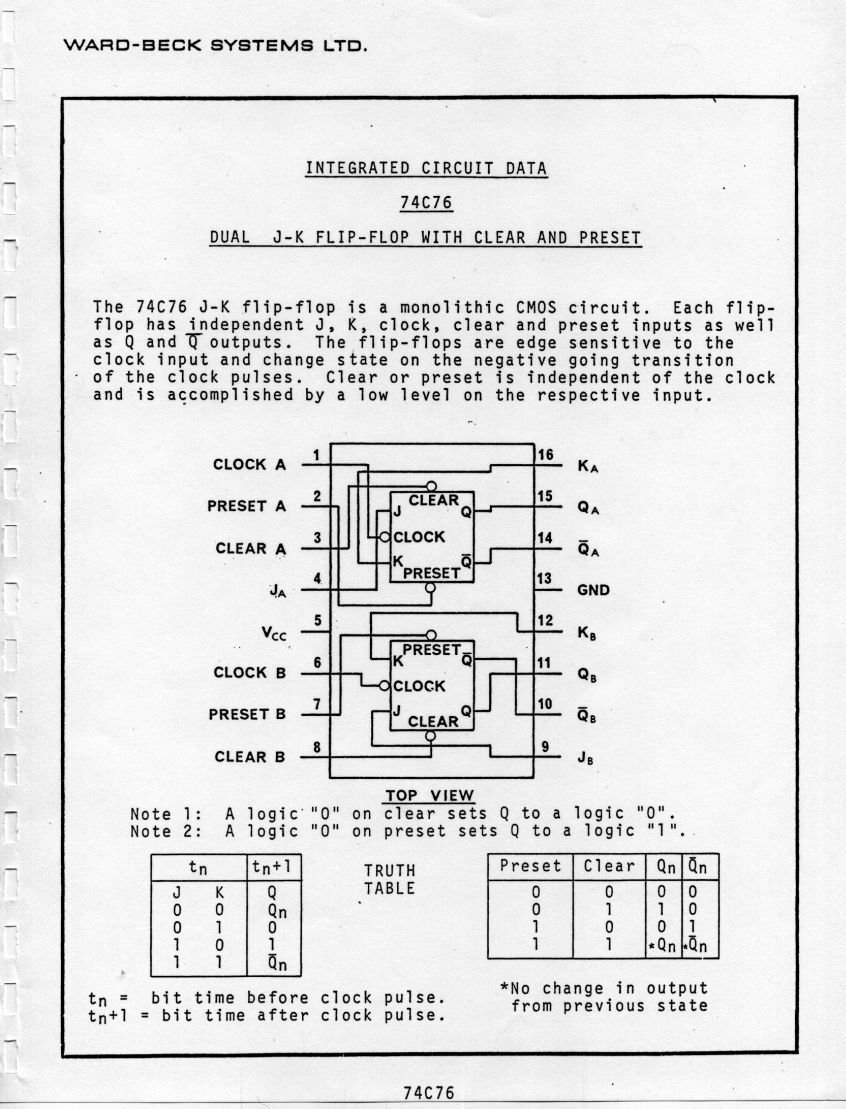 WARD-BECK SYSTEMS LTD.
INTEGRATED CIRCUIT DATA
74C76
DUAL J-K FLIP-FLOP WITH CLEAR AND PRESET
The 74C76 J-K flip-flop is a monolithic CMOS circuit. Each flip-
flop has independent J, K, clock, clear and preset inputs as well
as Q and Q̅ outputs. The flip-flops are edge sensitive to the
clock input and change state on the negative going transition
of the clock pulses. Clear or preset is independent of the clock
and is accomplished by a low level on the respective input.
CLOCK A 1 16 KA
PRESET A 2 CLEAR 15 QA
J Q
CLEAR A 3 CLOCK 14 Q̅A
K Q̅
PRESET
JA 4 13 GND
VCC 5 12 KB
PRESET
K Q̅
CLOCK B 6 11 QB
CLOCK
PRESET B 7 J Q 10 Q̅B
CLEAR
CLEAR B 8 9 JB
TOP VIEW
Note 1: A logic "0" on clear sets Q to a logic "0".
Note 2: A logic "0" on preset sets Q to a logic "1".
tn tn+1
J K Q
0 0 Qn
0 1 0
1 0 1
1 1 Q̅n
TRUTH
TABLE
Preset Clear Qn Q̅n
0 0 0 0
0 1 1 0
1 0 0 1
1 1 *Qn *Q̅n
tn = bit time before clock pulse.
tn+1 = bit time after clock pulse.
*No change in output
from previous state
74C76